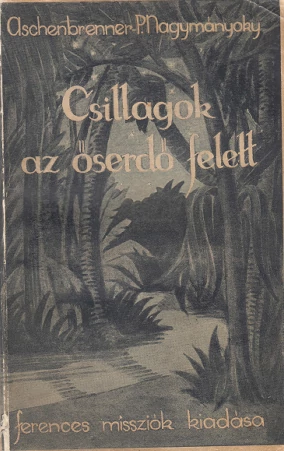 Aschenbrenner-P. Nagymányoky
Csillagok
az őserdő felett
ferences missziók kiadása